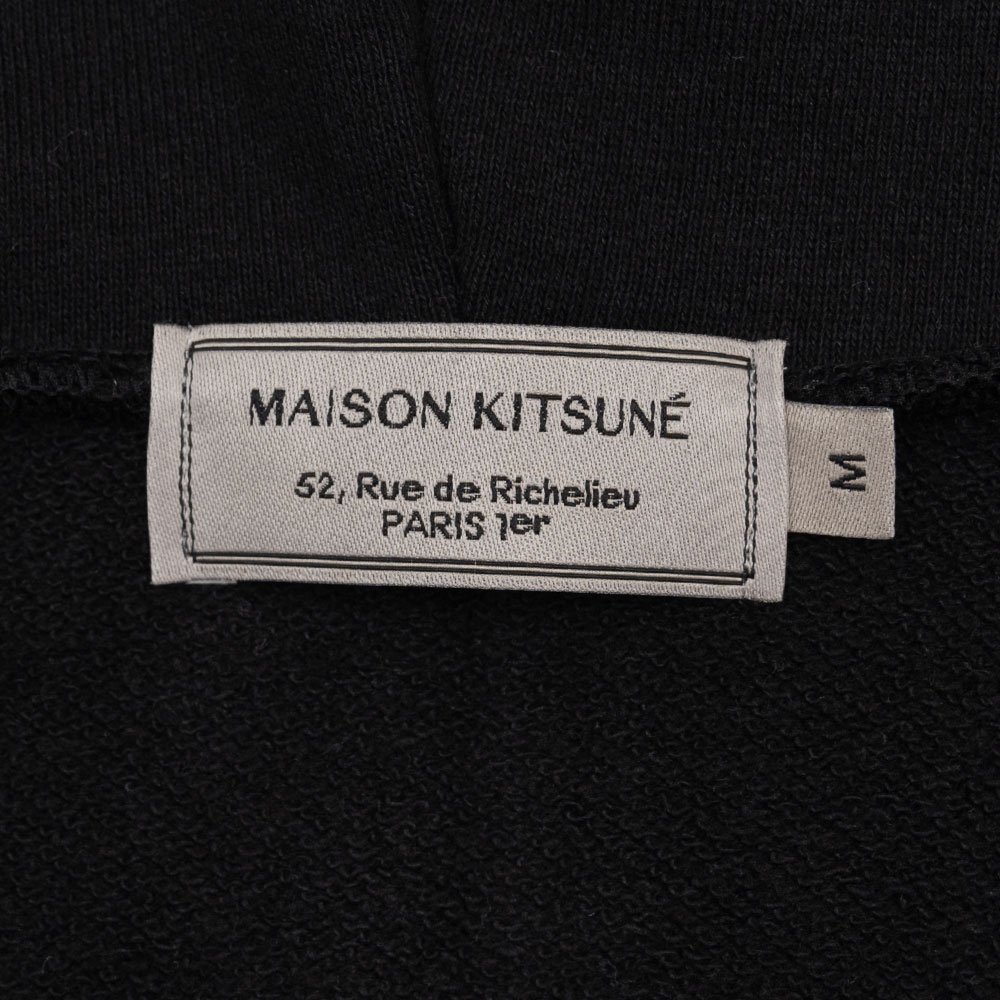 MAISON KITSUNÉ
52, Rue de Richelieu
PARIS 1er
M